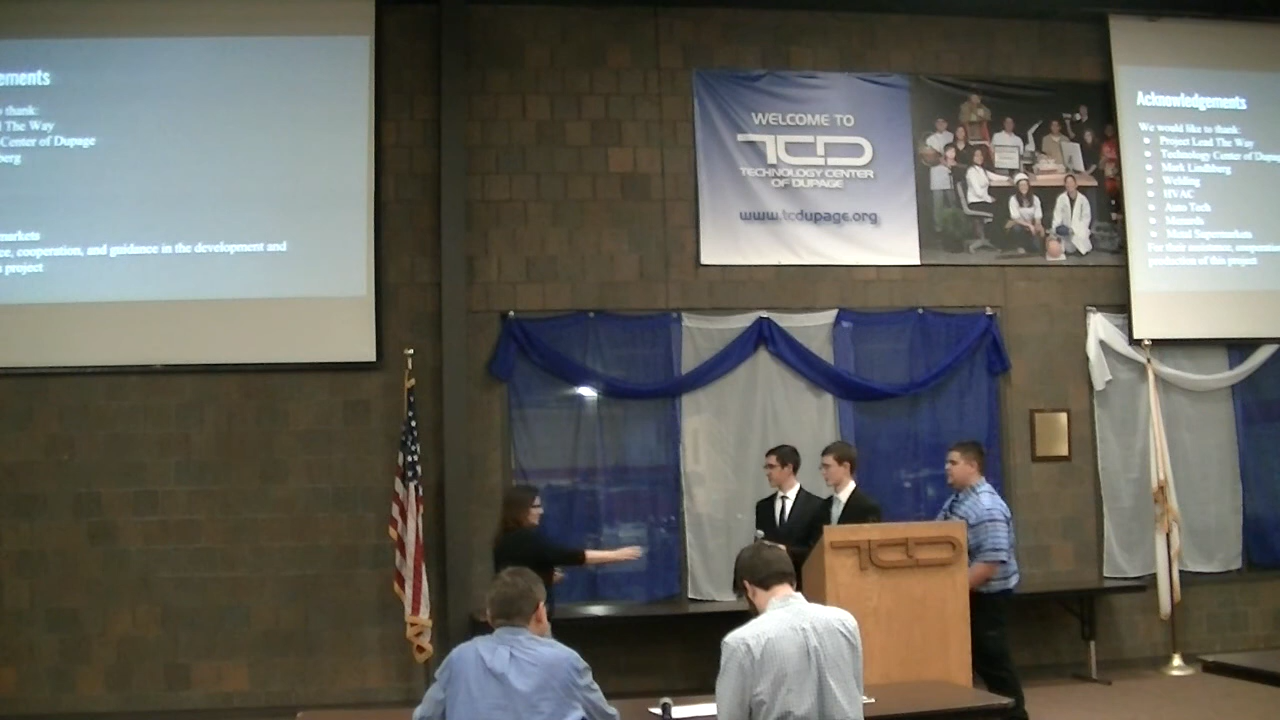 ements
o thank:
l The Way
Center of Dupage
berg
markets
ce, cooperation, and guidance in the development and
project
WELCOME TO
TCD
TECHNOLOGY CENTER
OF DUPAGE
www.tcdupage.org
Acknowledgements
We would like to thank:
Project Lead The Way
Technology Center of Dupage
Mark Lindhberg
Welding
HVAC
Auto Tech
Menards
Metal Supermarkets
For their assistance, cooperation
production of this project
TCD